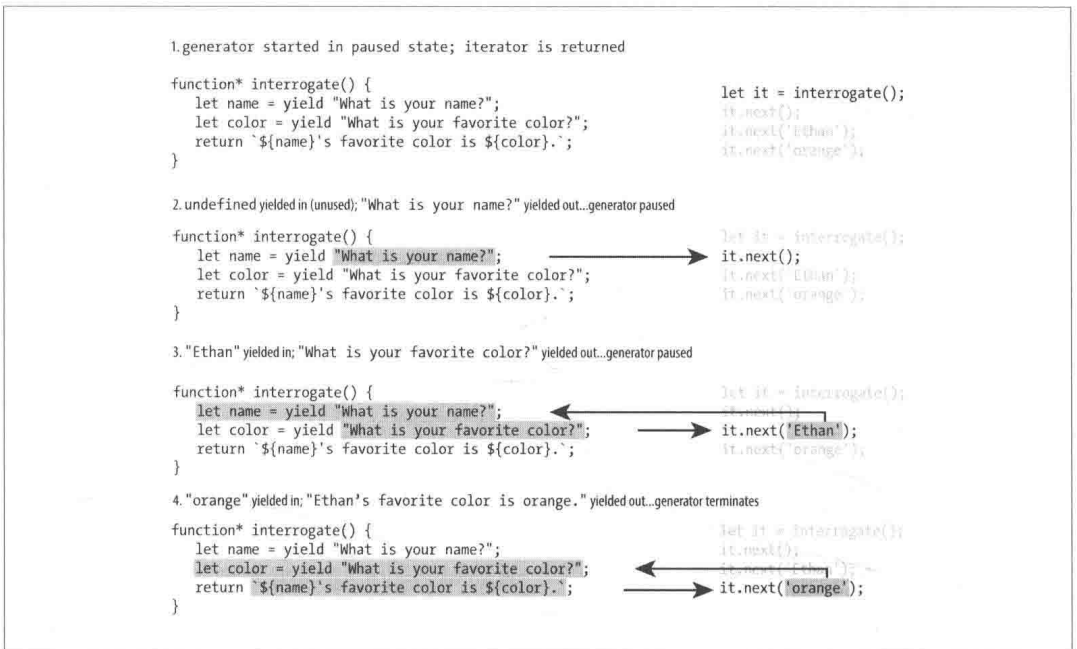 1. generator started in paused state; iterator is returned
function* interrogate() {
let name = yield "What is your name?";
let color = yield "What is your favorite color?";
return `${name}'s favorite color is ${color}.`;
}
let it = interrogate();
it.next();
it.next('Ethan');
it.next('orange');
2. undefined yielded in (unused); "What is your name?" yielded out...generator paused
function* interrogate() {
let name = yield "What is your name?";
let color = yield "What is your favorite color?";
return `${name}'s favorite color is ${color}.`;
}
let it = interrogate();
it.next();
it.next('Ethan');
it.next('orange');
3. "Ethan" yielded in; "What is your favorite color?" yielded out...generator paused
function* interrogate() {
let name = yield "What is your name?";
let color = yield "What is your favorite color?";
return `${name}'s favorite color is ${color}.`;
}
let it = interrogate();
it.next();
it.next('Ethan');
it.next('orange');
4. "orange" yielded in; "Ethan's favorite color is orange." yielded out...generator terminates
function* interrogate() {
let name = yield "What is your name?";
let color = yield "What is your favorite color?";
return `${name}'s favorite color is ${color}.`;
}
let it = interrogate();
it.next();
it.next('Ethan');
it.next('orange');